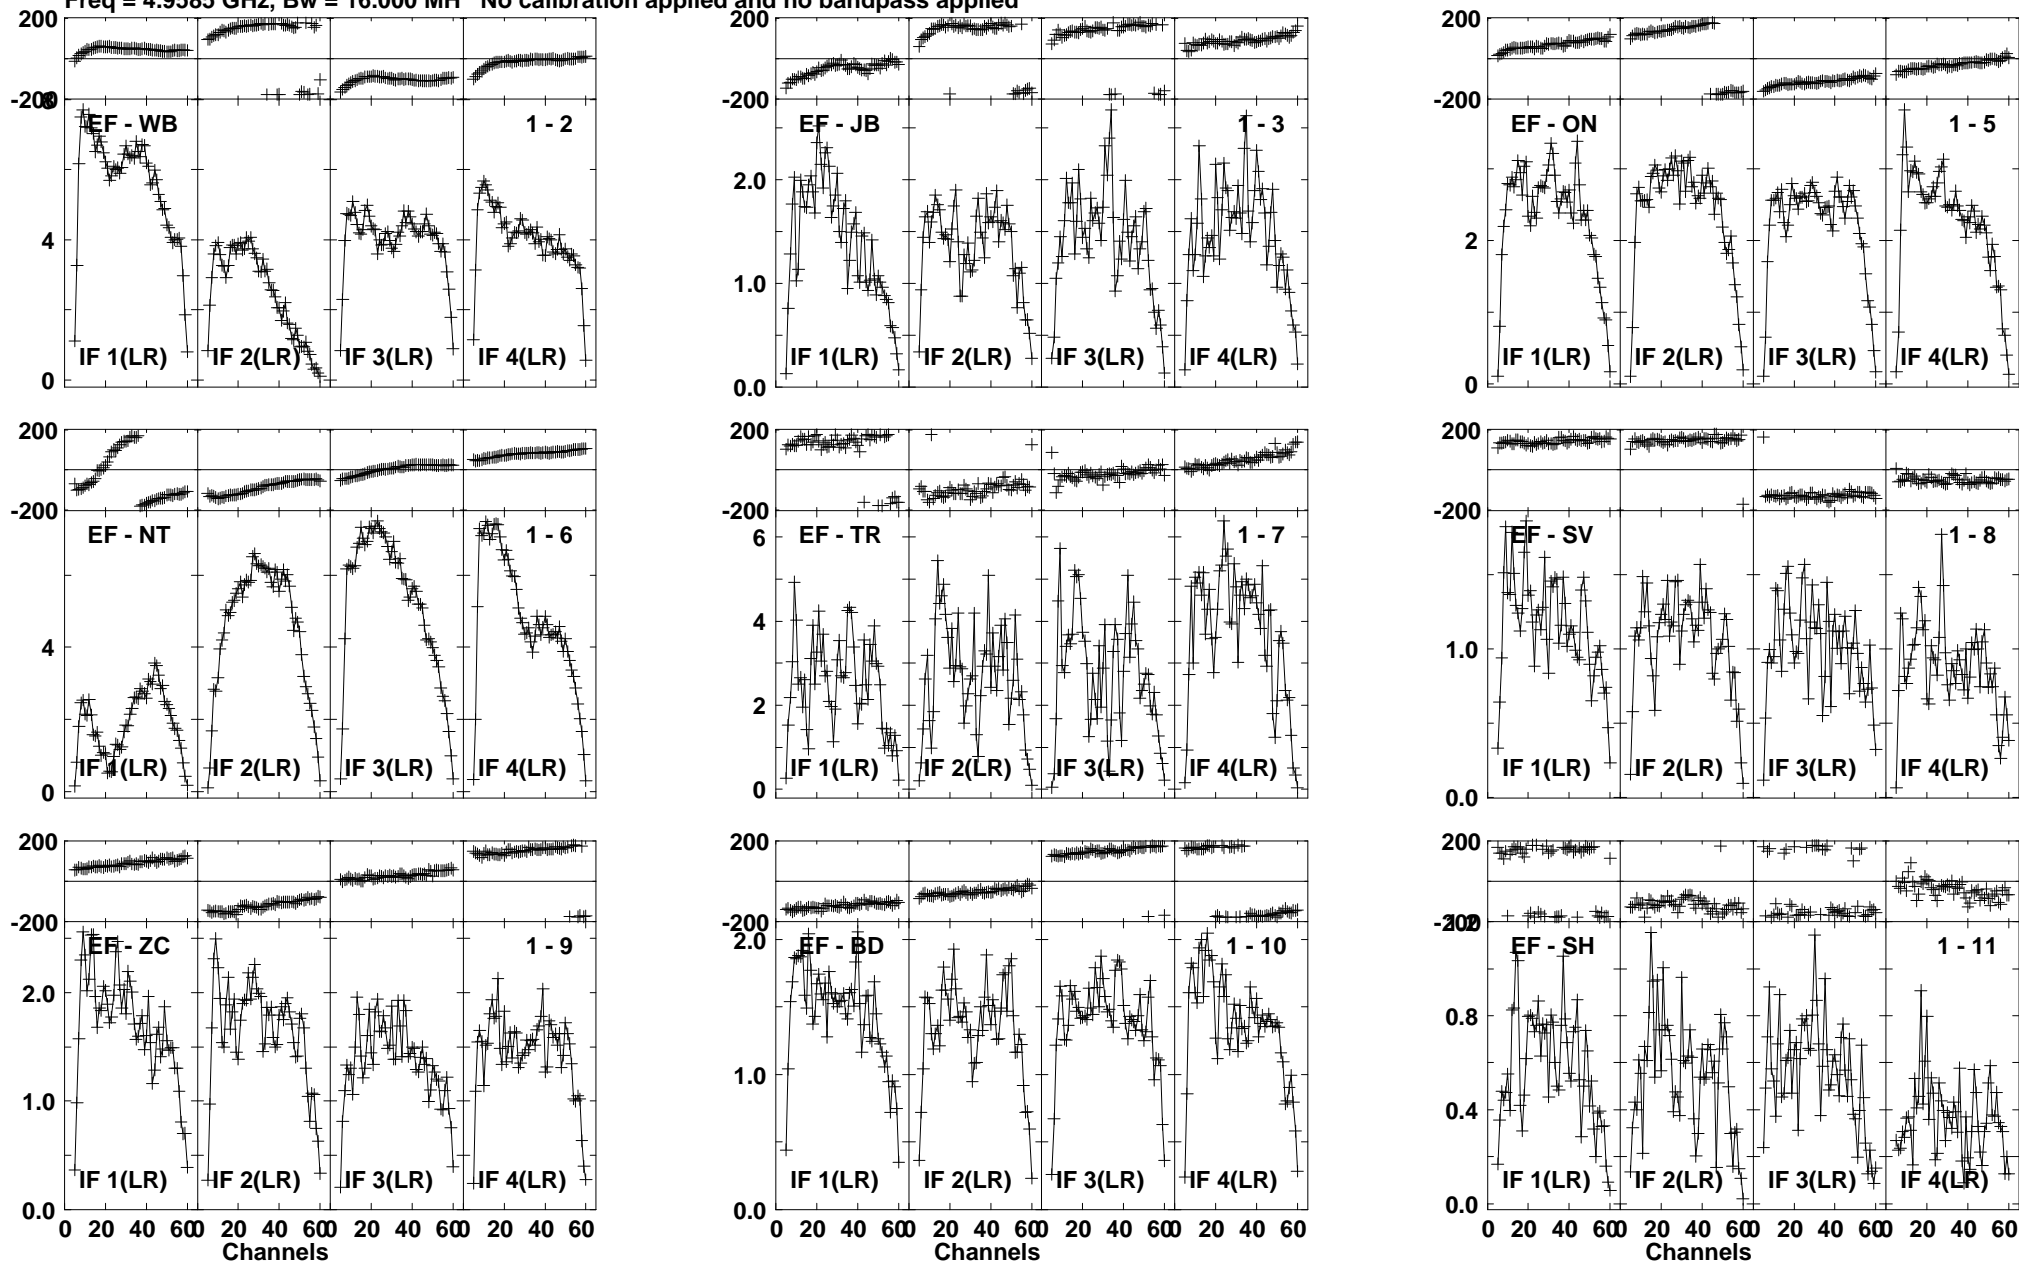 Freq = 4.9585 GHz, Bw = 16.000 MH No calibration applied and no bandpass applied
200 200
-200 8 -200 -200
EF - WB 1 - 2 EF - JB 1 - 3 EF - ON 1 - 5
2.0
4 2
1.0
IF 1(LR) IF 2(LR) IF 3(LR) IF 4(LR) IF 1(LR) IF 2(LR) IF 3(LR) IF 4(LR) IF 1(LR) IF 2(LR) IF 3(LR) IF 4(LR)
0 0.0 0
200 200 200
-200 -200 -200
EF - NT 1 - 6 EF - TR 1 - 7 EF - SV 1 - 8
6
4 4 1.0
2
IF 1(LR) IF 2(LR) IF 3(LR) IF 4(LR) IF 1(LR) IF 2(LR) IF 3(LR) IF 4(LR) IF 1(LR) IF 2(LR) IF 3(LR) IF 4(LR)
0 0 0.0
200 200 200
-200 -200 -200 1.2
EF - ZC 1 - 9 2.0 EF - BD 1 - 10 EF - SH 1 - 11
2.0 0.8
1.0 1.0 0.4
IF 1(LR) IF 2(LR) IF 3(LR) IF 4(LR) IF 1(LR) IF 2(LR) IF 3(LR) IF 4(LR) IF 1(LR) IF 2(LR) IF 3(LR) IF 4(LR)
0.0 0.0 0.0
0 20 40 60 0 20 40 60 0 20 40 60 0 20 40 60 0 20 40 60 0 20 40 60 0 20 40 60 0 20 40 60 0 20 40 60 0 20 40 60 0 20 40 60 0 20 40 60
Channels Channels Channels